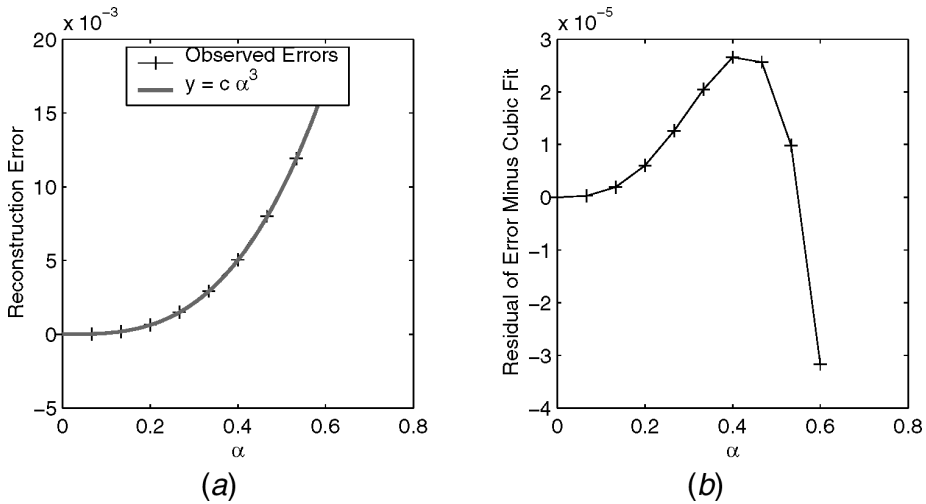 x 10⁻³
20
15
10
5
0
−5
Reconstruction Error
Observed Errors
y = c α³
0 0.2 0.4 0.6 0.8
α
(a)
x 10⁻⁵
3
2
1
0
−1
−2
−3
−4
Residual of Error Minus Cubic Fit
0 0.2 0.4 0.6 0.8
α
(b)